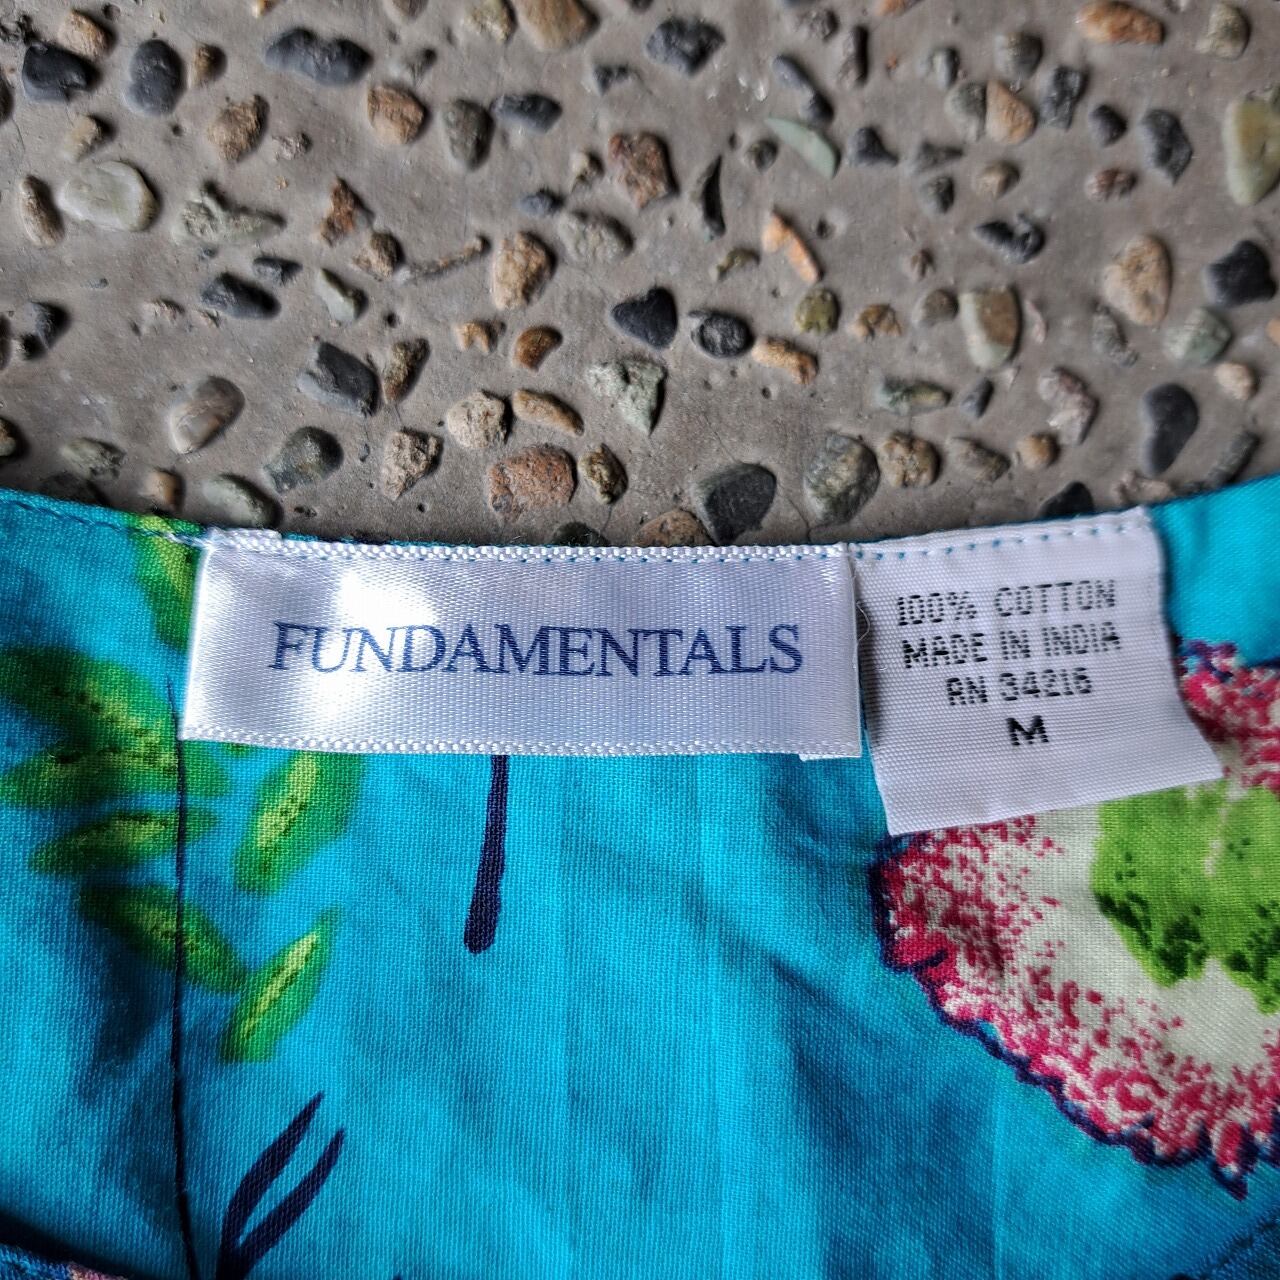 FUNDAMENTALS
100% COTTON
MADE IN INDIA
RN 34216
M